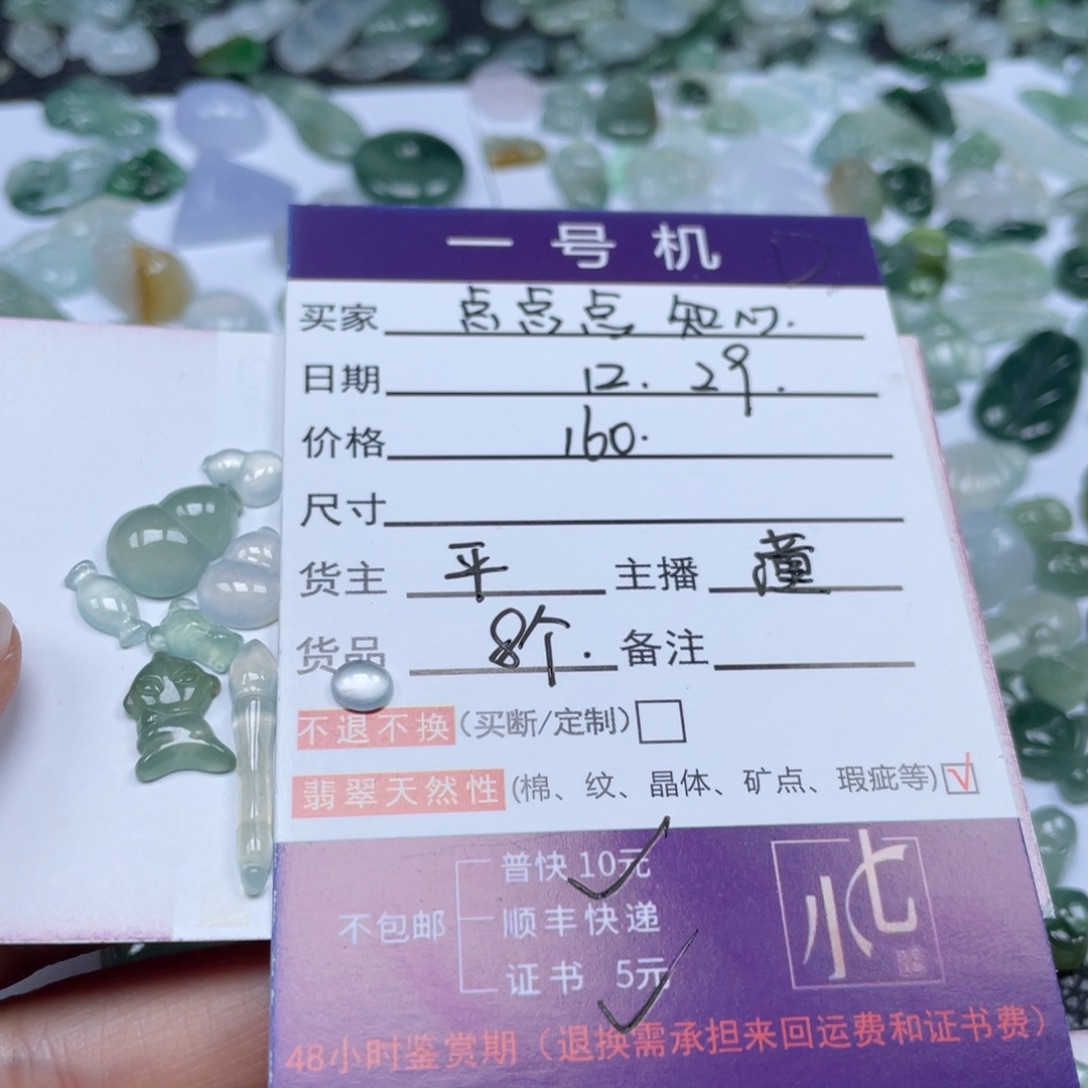 一号机
买家 点点点 知心.
日期 12. 29.
价格 160.
尺寸
货主 平 主播
货品 8个. 备注
不退不换(买断/定制)
翡翠天然性(棉、纹、晶体、矿点、瑕疵等)
普快10元
不包邮 顺丰快递
证书 5元
小七
48小时鉴赏期(退换需承担来回运费和证书费)